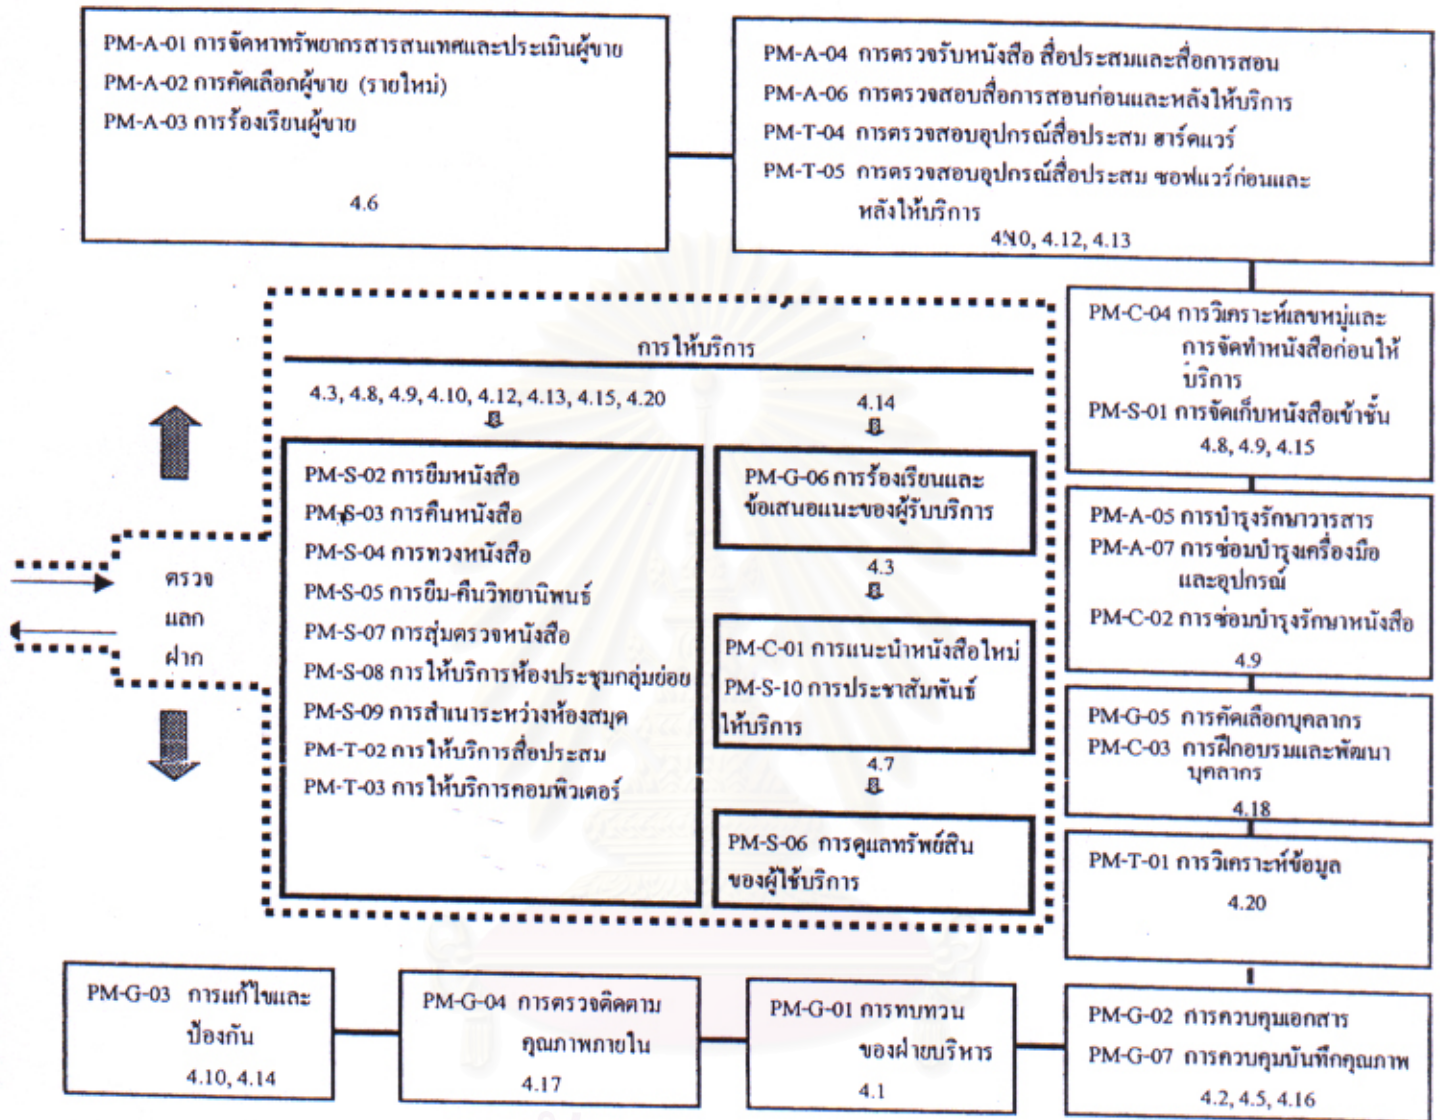 PM-A-01 การจัดหาทรัพยากรสารสนเทศและประเมินผู้ขาย
PM-A-02 การคัดเลือกผู้ขาย (รายใหม่)
PM-A-03 การร้องเรียนผู้ขาย
4.6
PM-A-04 การตรวจรับหนังสือ สื่อประสมและสื่อการสอน
PM-A-06 การตรวจสอบสื่อการสอนก่อนและหลังให้บริการ
PM-T-04 การตรวจสอบอุปกรณ์สื่อประสม ฮาร์ดแวร์
PM-T-05 การตรวจสอบอุปกรณ์สื่อประสม ซอฟแวร์ก่อนและ
หลังให้บริการ
4.10, 4.12, 4.13
การให้บริการ
4.3, 4.8, 4.9, 4.10, 4.12, 4.13, 4.15, 4.20
PM-S-02 การยืมหนังสือ
PM-S-03 การคืนหนังสือ
PM-S-04 การทวงหนังสือ
PM-S-05 การยืม-คืนวิทยานิพนธ์
PM-S-07 การสุ่มตรวจหนังสือ
PM-S-08 การให้บริการห้องประชุมกลุ่มย่อย
PM-S-09 การสำเนาระหว่างห้องสมุด
PM-T-02 การให้บริการสื่อประสม
PM-T-03 การให้บริการคอมพิวเตอร์
4.14
PM-G-06 การร้องเรียนและ
ข้อเสนอแนะของผู้รับบริการ
4.3
PM-C-01 การแนะนำหนังสือใหม่
PM-S-10 การประชาสัมพันธ์
ให้บริการ
4.7
PM-S-06 การดูแลทรัพย์สิน
ของผู้ใช้บริการ
ตรวจ
แลก
ฝาก
PM-C-04 การวิเคราะห์เลขหมู่และ
การจัดทำหนังสือก่อนให้
บริการ
PM-S-01 การจัดเก็บหนังสือเข้าชั้น
4.8, 4.9, 4.15
PM-A-05 การบำรุงรักษาวารสาร
PM-A-07 การซ่อมบำรุงเครื่องมือ
และอุปกรณ์
PM-C-02 การซ่อมบำรุงรักษาหนังสือ
4.9
PM-G-05 การคัดเลือกบุคลากร
PM-C-03 การฝึกอบรมและพัฒนา
บุคลากร
4.18
PM-T-01 การวิเคราะห์ข้อมูล
4.20
PM-G-03 การแก้ไขและ
ป้องกัน
4.10, 4.14
PM-G-04 การตรวจติดตาม
คุณภาพภายใน
4.17
PM-G-01 การทบทวน
ของฝ่ายบริหาร
4.1
PM-G-02 การควบคุมเอกสาร
PM-G-07 การควบคุมบันทึกคุณภาพ
4.2, 4.5, 4.16